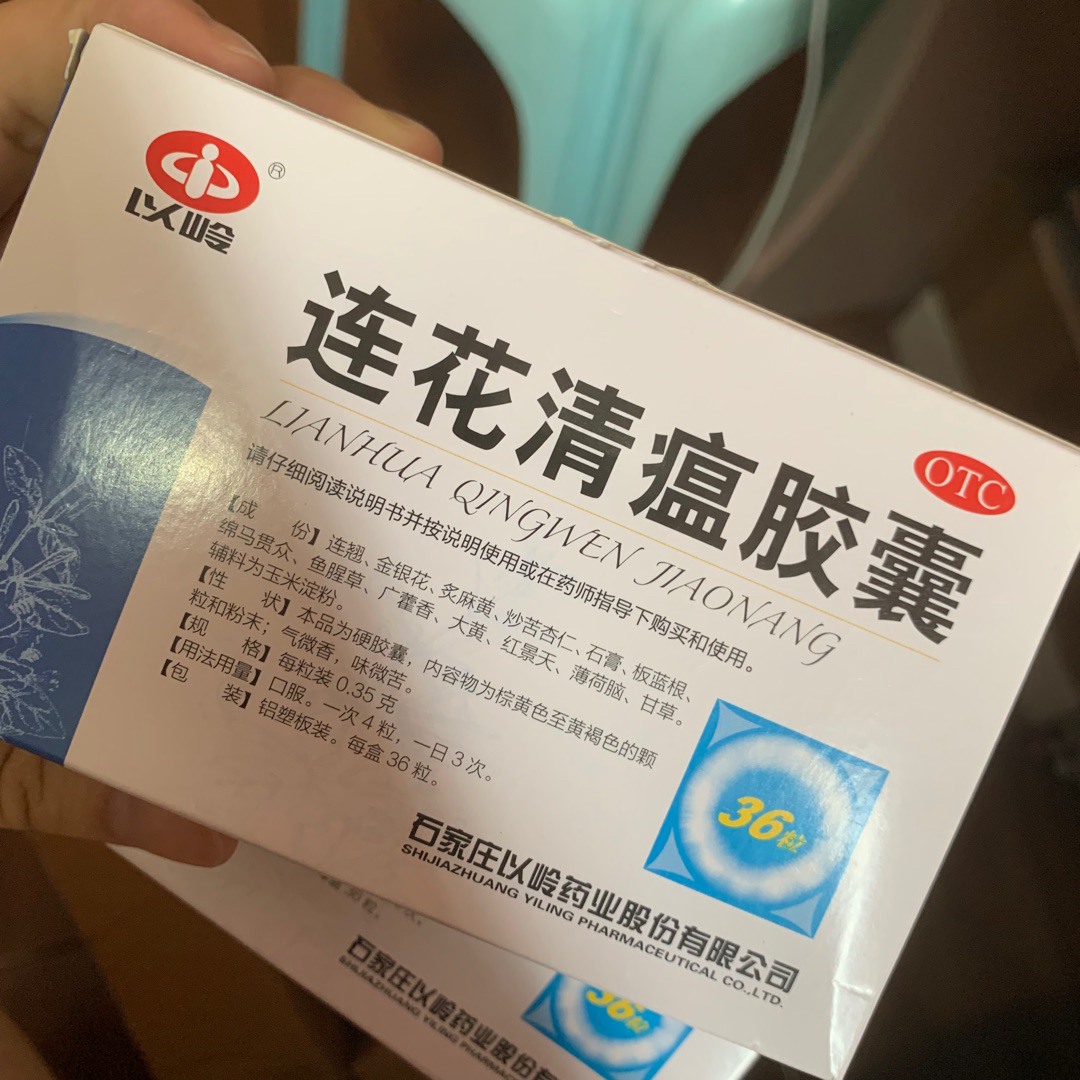 以岭
®
连花清瘟胶囊
OTC
LIANHUA QINGWEN JIAONANG
请仔细阅读说明书并按说明使用或在药师指导下购买和使用。
【成 份】连翘、金银花、炙麻黄、炒苦杏仁、石膏、板蓝根、
绵马贯众、鱼腥草、广藿香、大黄、红景天、薄荷脑、甘草。
辅料为玉米淀粉。
【性 状】本品为硬胶囊,内容物为棕黄色至黄褐色的颗
粒和粉末;气微香,味微苦。
【规 格】每粒装 0.35 克
【用法用量】口服。一次 4 粒,一日 3 次。
【包 装】铝塑板装。每盒 36 粒。
36粒
石家庄以岭药业股份有限公司
SHIJIAZHUANG YILING PHARMACEUTICAL CO.,LTD.
36粒
石家庄以岭药业股份有
SHIJIAZHUANG YILING